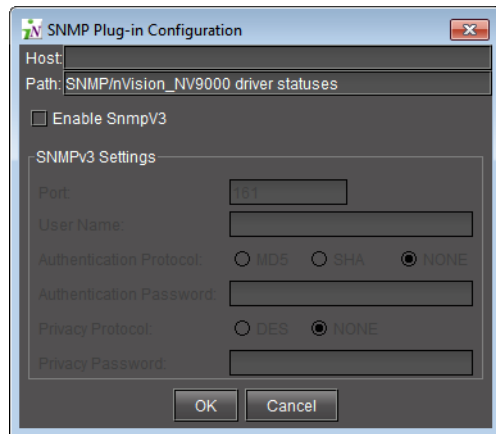 SNMP Plug-in Configuration
Host:
Path: SNMP/nVision_NV9000 driver statuses
Enable SnmpV3
SNMPv3 Settings
Port: 161
User Name:
Authentication Protocol: MD5 SHA NONE
Authentication Password:
Privacy Protocol: DES NONE
Privacy Password:
OK Cancel